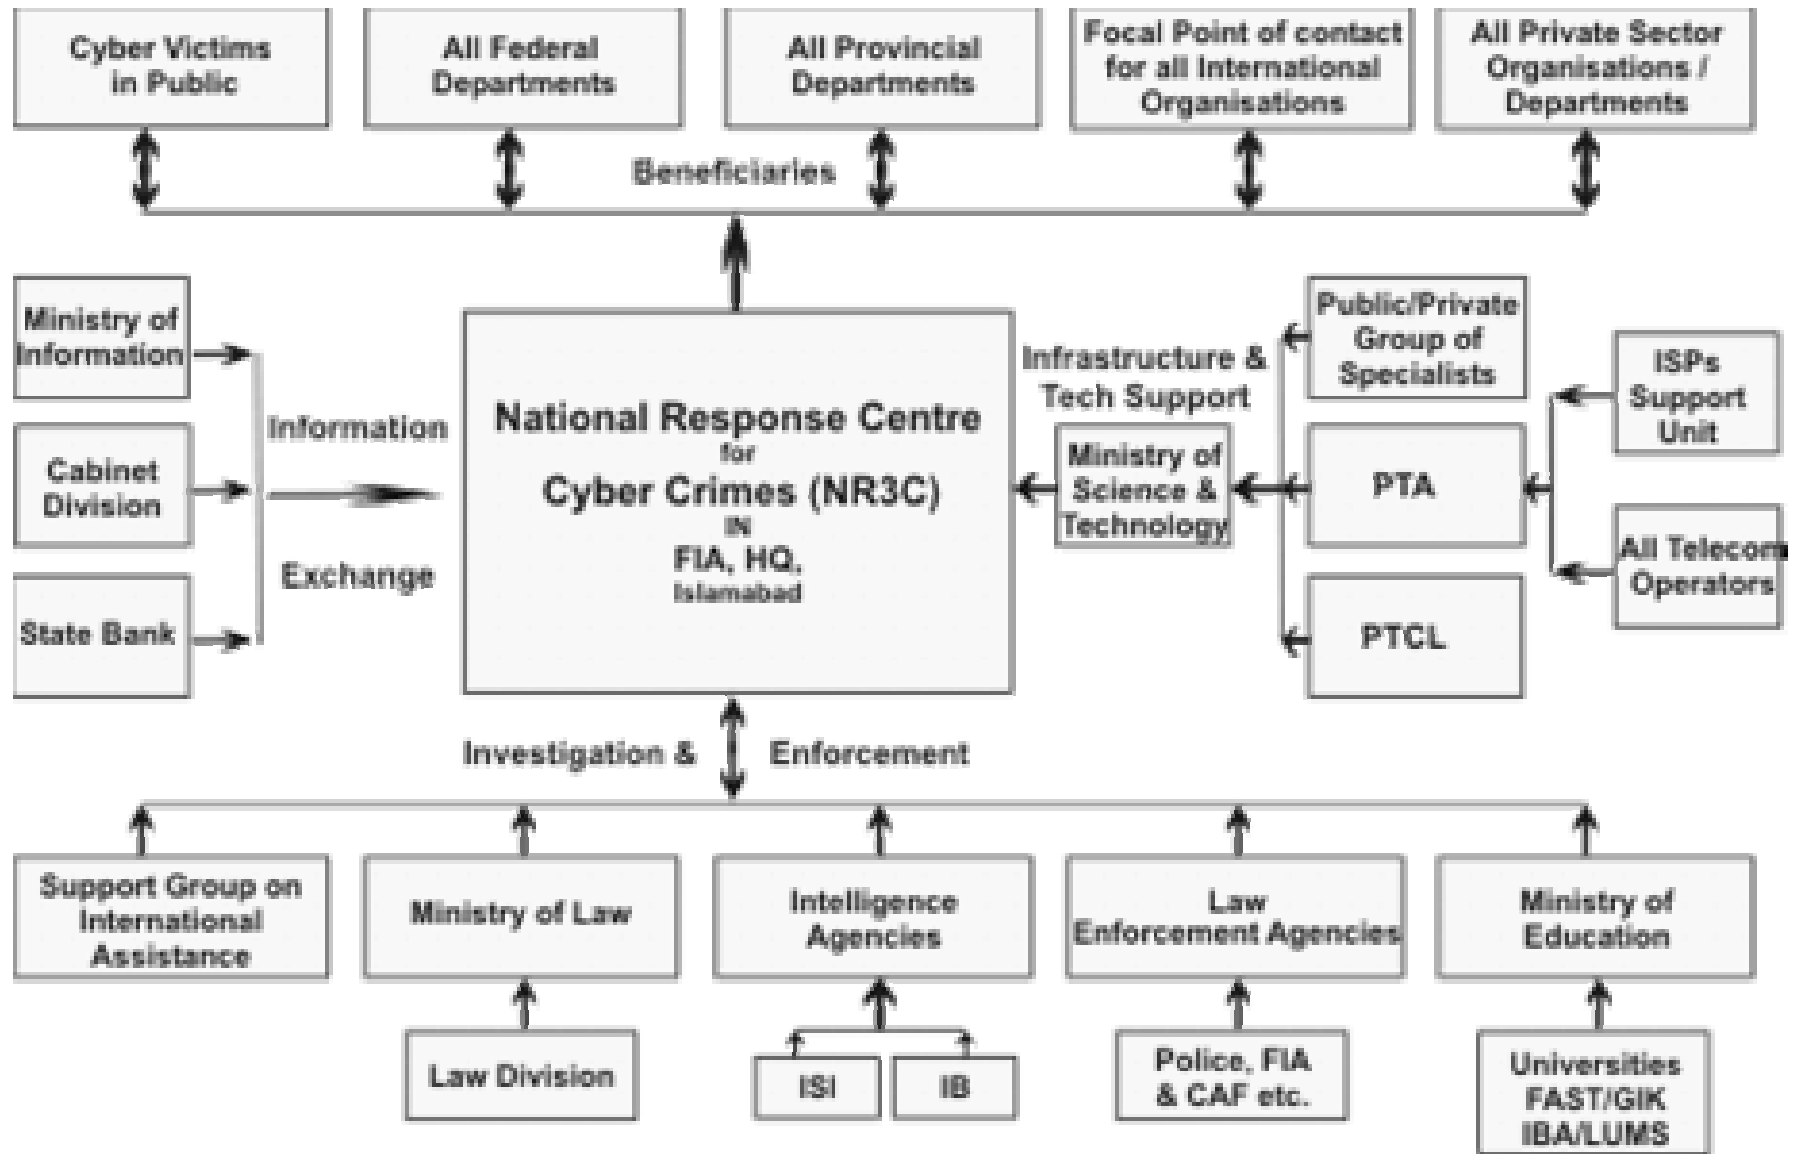 Cyber Victims
in Public
All Federal
Departments
All Provincial
Departments
Focal Point of contact
for all International
Organisations
All Private Sector
Organisations /
Departments
Beneficiaries
Ministry of
Information
Cabinet
Division
State Bank
Information
Exchange
National Response Centre
for
Cyber Crimes (NR3C)
IN
FIA, HQ,
Islamabad
Infrastructure &
Tech Support
Ministry of
Science &
Technology
Public/Private
Group of
Specialists
PTA
PTCL
ISPs
Support
Unit
All Telecom
Operators
Investigation & Enforcement
Support Group on
International
Assistance
Ministry of Law
Intelligence
Agencies
Law
Enforcement Agencies
Ministry of
Education
Law Division
ISI
IB
Police, FIA
& CAF etc.
Universities
FAST/GIK
IBA/LUMS